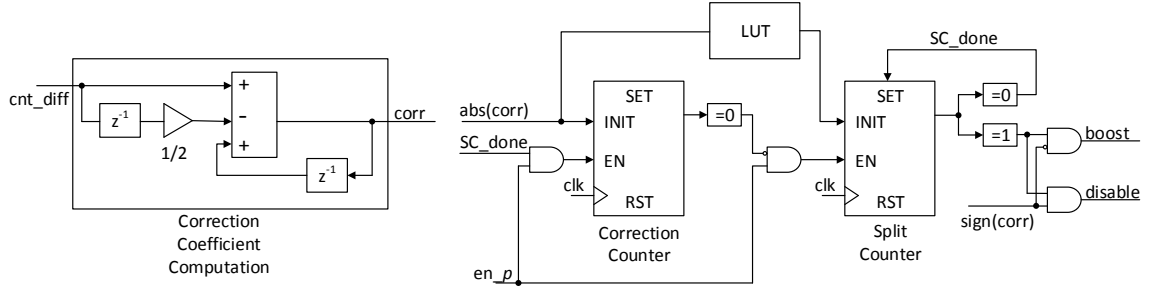 cnt_diff
z-1
1/2
+
-
+
z-1
corr
Correction
Coefficient
Computation
abs(corr)
SC_done
en_p
LUT
SET
INIT
EN
clk
RST
Correction
Counter
=0
SC_done
SET
INIT
EN
clk
RST
Split
Counter
=0
=1
boost
disable
sign(corr)